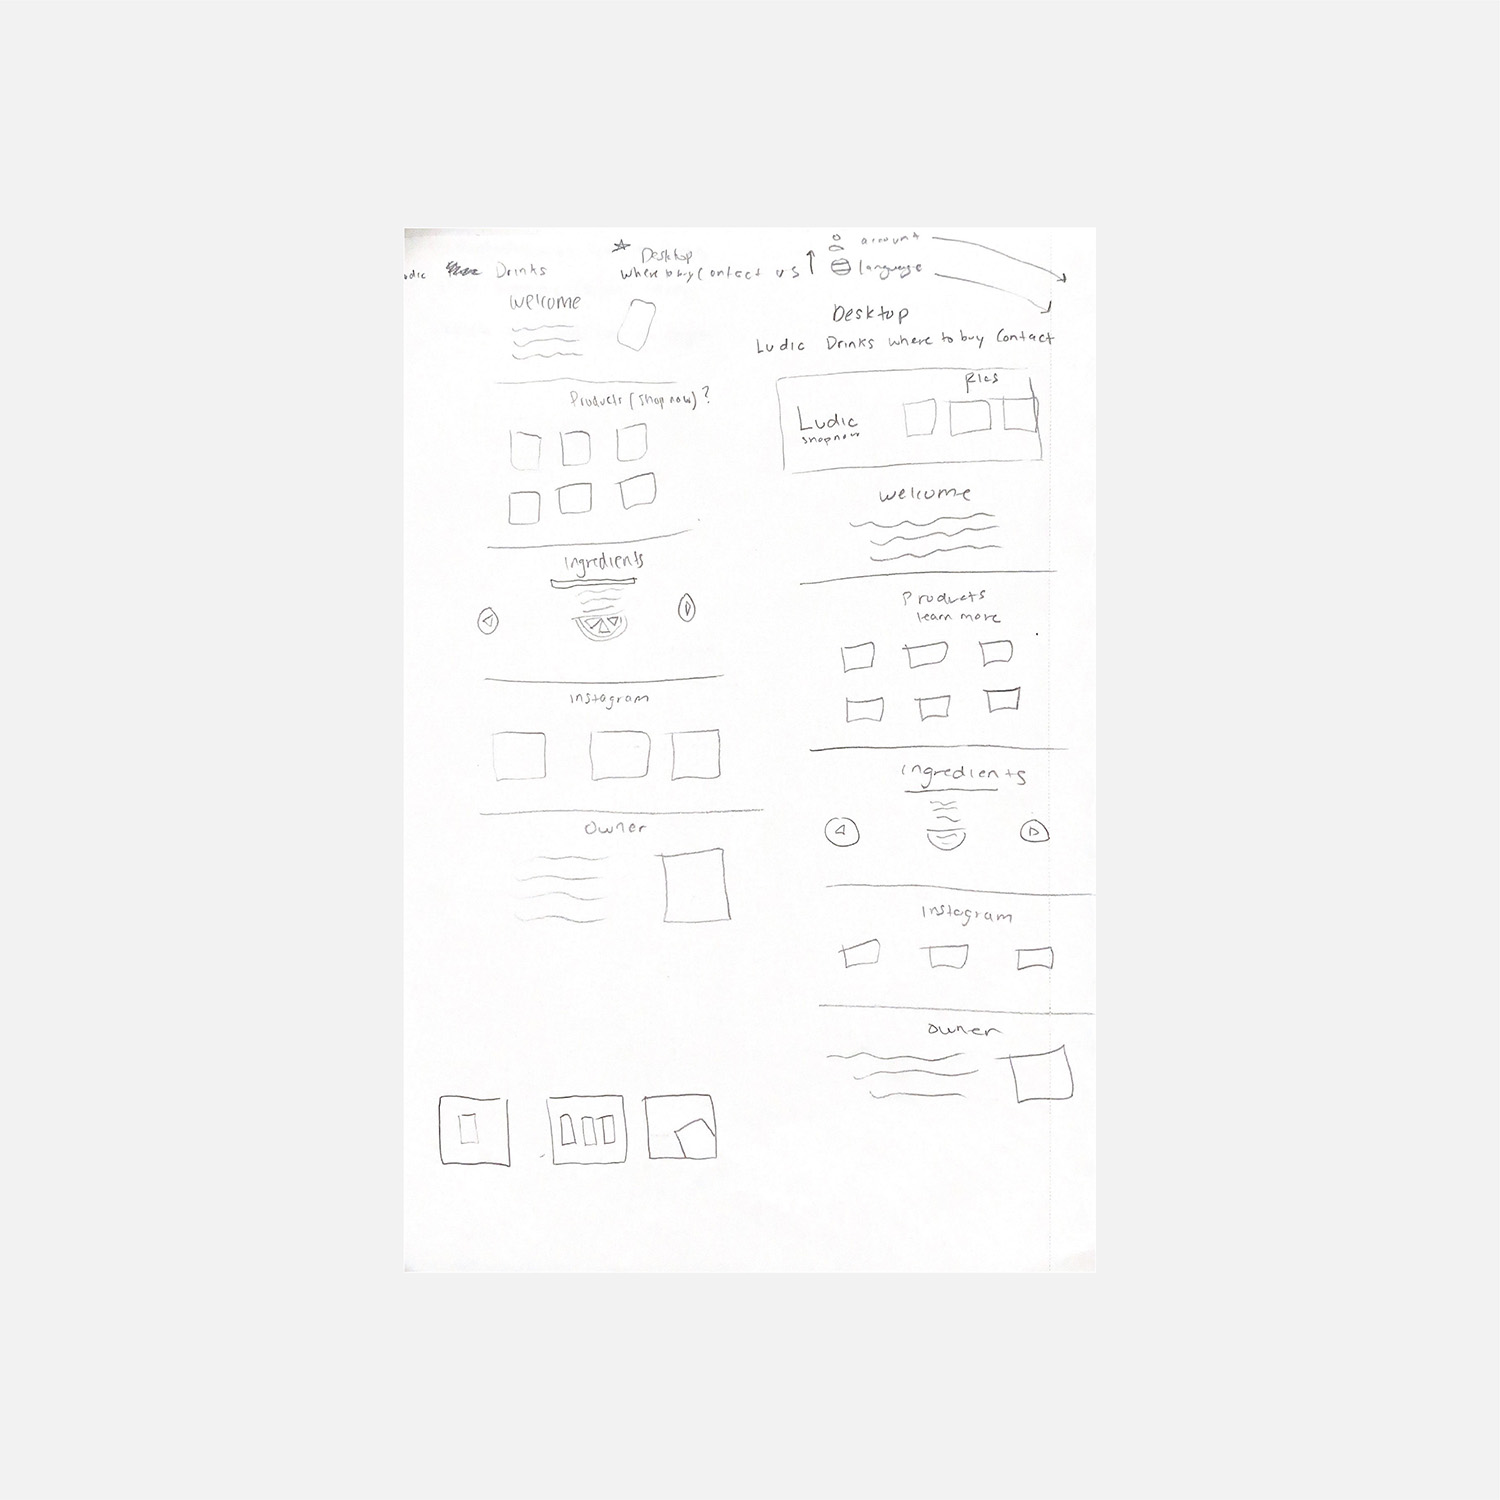 Drinks
Desktop
where buy Contact us
account
language
welcome
Products (shop now)?
Ingredients
Instagram
Owner
Desktop
Ludic Drinks where to buy Contact
Pics
Ludic
shop now
welcome
Products
learn more
Ingredients
Instagram
owner